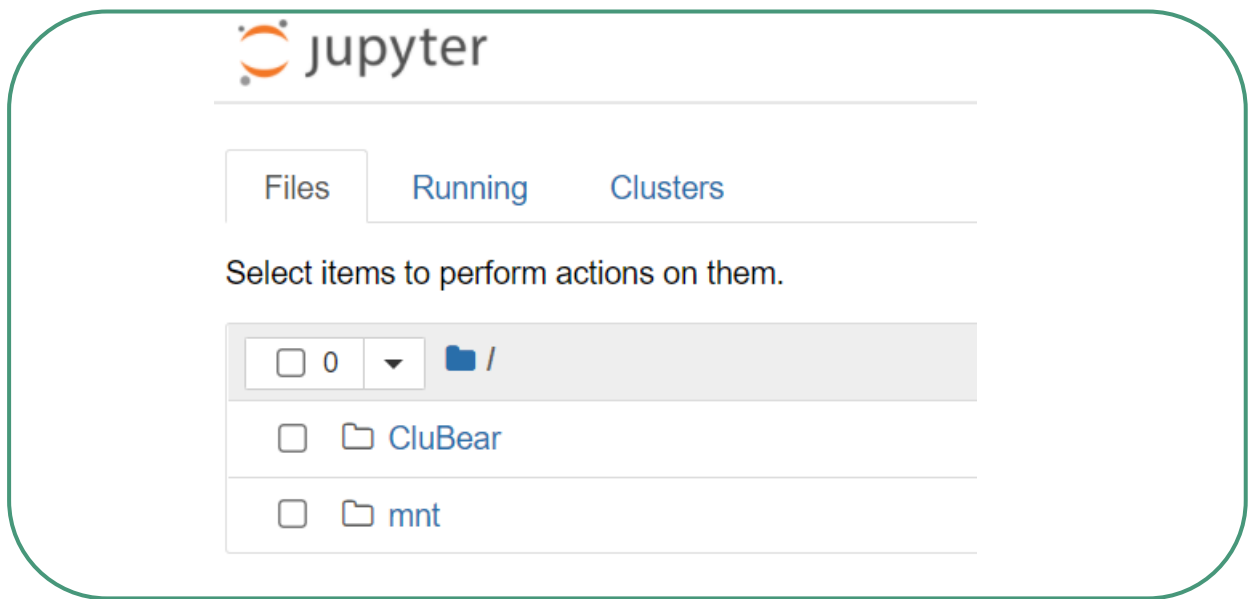 jupyter
Files Running Clusters
Select items to perform actions on them.
0 /
CluBear
mnt